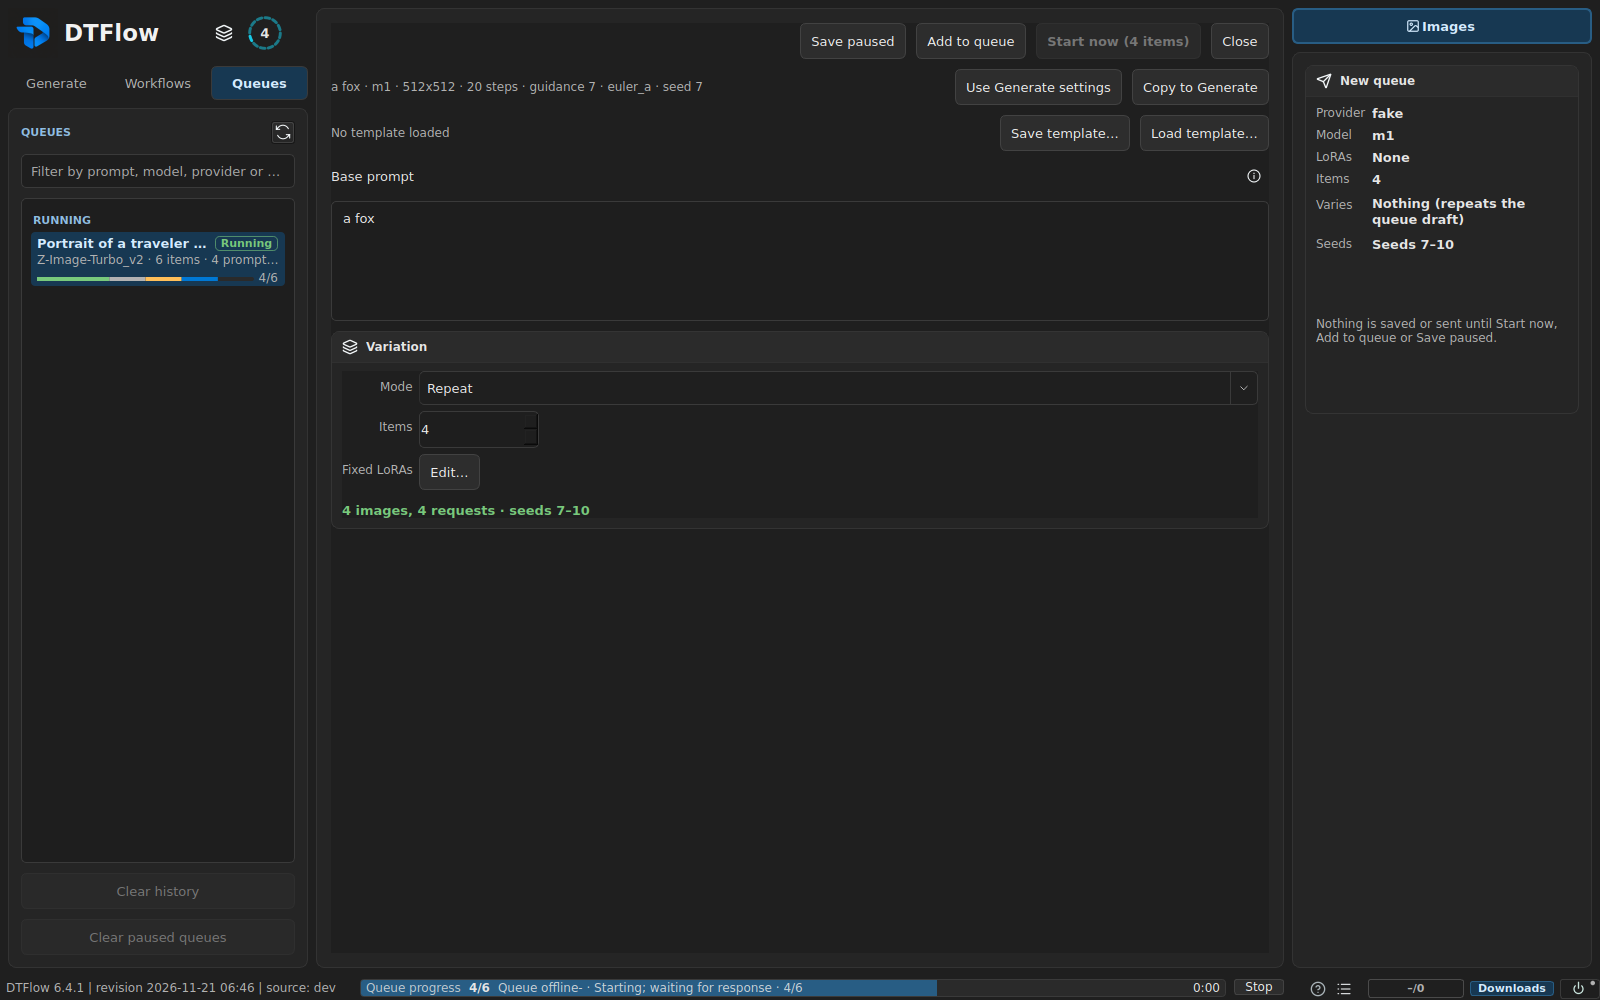 DTFlow
4
Generate
Workflows
Queues
QUEUES
Filter by prompt, model, provider or ...
RUNNING
Portrait of a traveler ...
Running
Z-Image-Turbo_v2 · 6 items · 4 prompt...
4/6
Clear history
Clear paused queues
Save paused
Add to queue
Start now (4 items)
Close
a fox · m1 · 512x512 · 20 steps · guidance 7 · euler_a · seed 7
Use Generate settings
Copy to Generate
No template loaded
Save template...
Load template...
Base prompt
a fox
Variation
Mode
Repeat
Items
4
Fixed LoRAs
Edit...
4 images, 4 requests · seeds 7–10
Images
New queue
Provider fake
Model m1
LoRAs None
Items 4
Varies Nothing (repeats the
queue draft)
Seeds Seeds 7–10
Nothing is saved or sent until Start now,
Add to queue or Save paused.
DTFlow 6.4.1 | revision 2026-11-21 06:46 | source: dev
Queue progress 4/6 Queue offline- · Starting; waiting for response · 4/6
0:00
Stop
–/0
Downloads